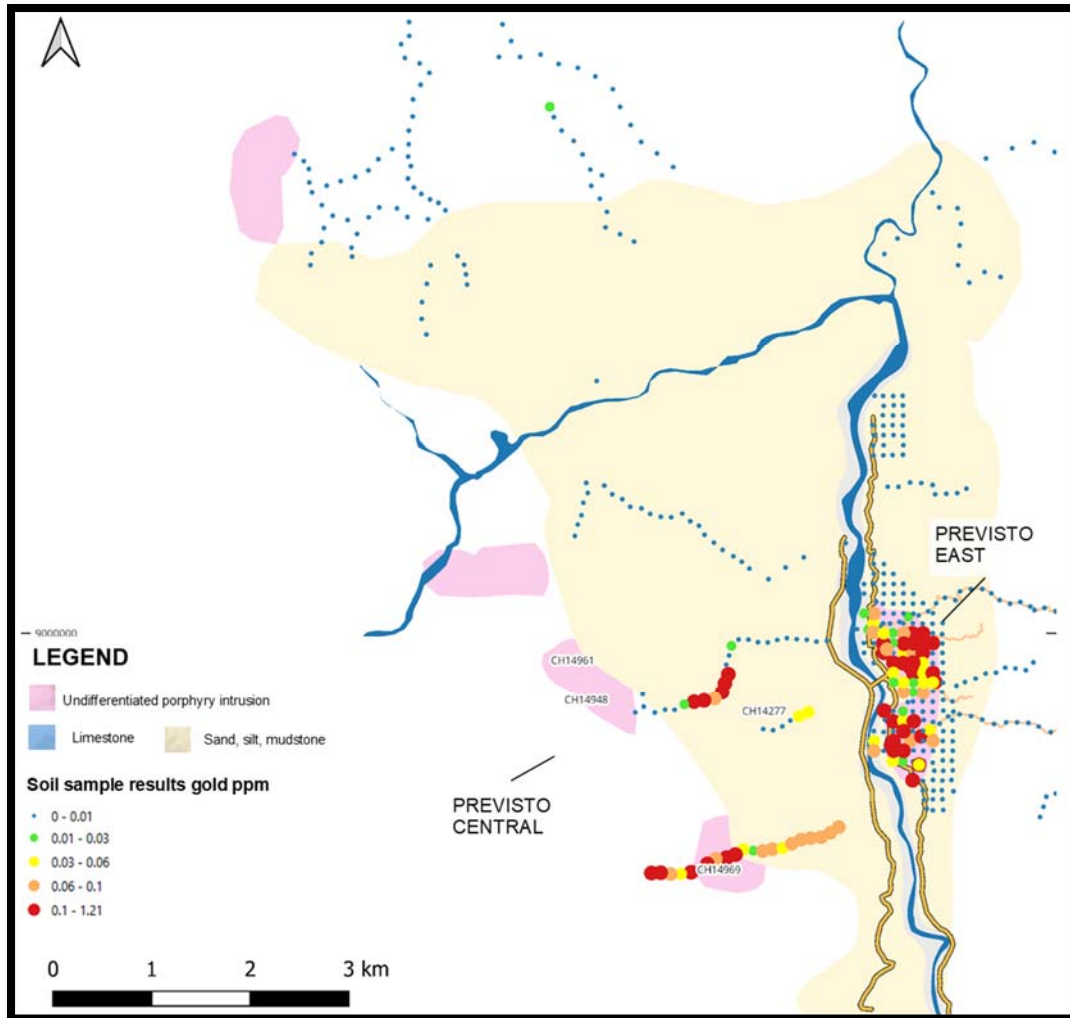 PREVISTO
EAST
9000000
LEGEND
CH14961
Undifferentiated porphyry intrusion
CH14948
CH14277
Limestone
Sand, silt, mudstone
Soil sample results gold ppm
PREVISTO
CENTRAL
0 - 0.01
0.01 - 0.03
0.03 - 0.06
CH14969
0.06 - 0.1
0.1 - 1.21
0 1 2 3 km